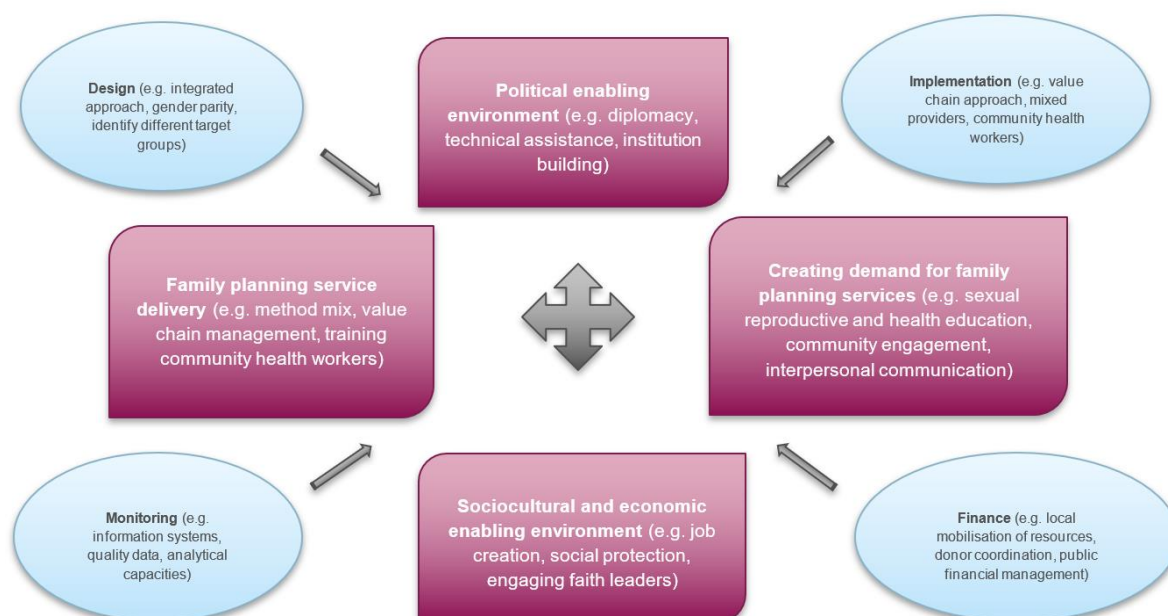 Design (e.g. integrated
approach, gender parity,
identify different target
groups)
Political enabling
environment (e.g. diplomacy,
technical assistance, institution
building)
Implementation (e.g. value
chain approach, mixed
providers, community health
workers)
Family planning service
delivery (e.g. method mix, value
chain management, training
community health workers)
Creating demand for family
planning services (e.g. sexual
reproductive and health education,
community engagement,
interpersonal communication)
Monitoring (e.g.
information systems,
quality data, analytical
capacities)
Sociocultural and economic
enabling environment (e.g. job
creation, social protection,
engaging faith leaders)
Finance (e.g. local
mobilisation of resources,
donor coordination, public
financial management)